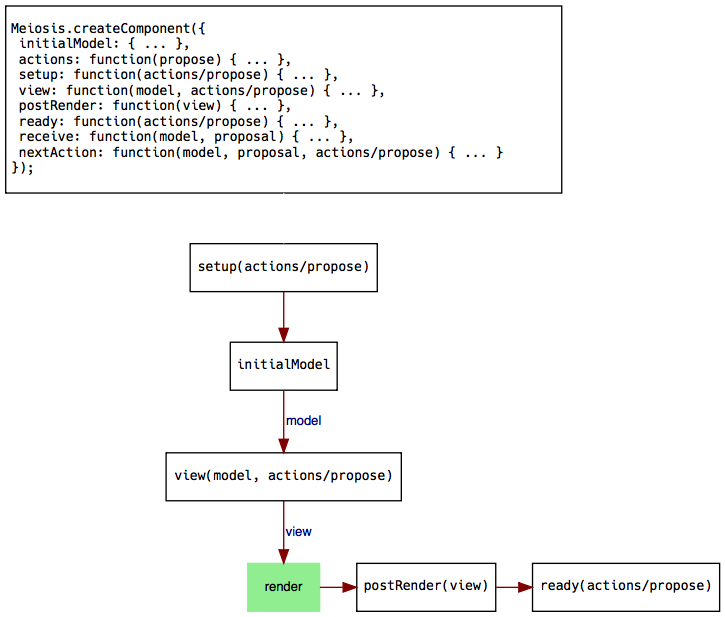 Meiosis.createComponent({
 initialModel: { ... },
 actions: function(propose) { ... },
 setup: function(actions/propose) { ... },
 view: function(model, actions/propose) { ... },
 postRender: function(view) { ... },
 ready: function(actions/propose) { ... },
 receive: function(model, proposal) { ... },
 nextAction: function(model, proposal, actions/propose) { ... }
});
setup(actions/propose)
initialModel
model
view(model, actions/propose)
view
render
postRender(view)
ready(actions/propose)